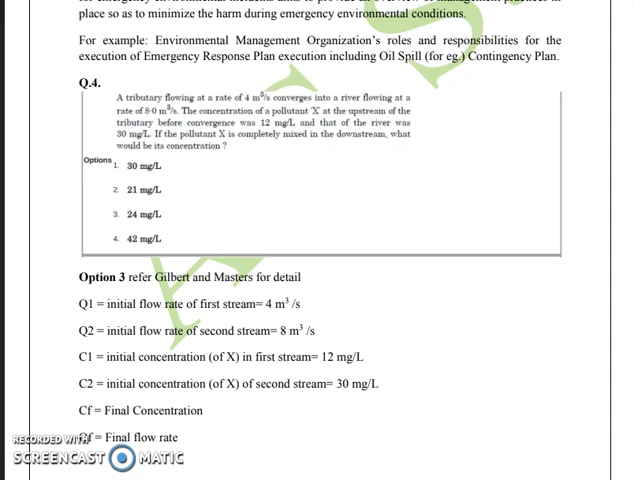 place so as to minimize the harm during emergency environmental conditions.
For example: Environmental Management Organization's roles and responsibilities for the
execution of Emergency Response Plan execution including Oil Spill (for eg.) Contingency Plan.
Q.4.
A tributary flowing at a rate of 4 m³/s converges into a river flowing at a
rate of 8·0 m³/s. The concentration of a pollutant 'X' at the upstream of the
tributary before convergence was 12 mg/L and that of the river was
30 mg/L. If the pollutant X is completely mixed in the downstream, what
would be its concentration ?
Options
1. 30 mg/L
2. 21 mg/L
3. 24 mg/L
4. 42 mg/L
Option 3 refer Gilbert and Masters for detail
Q1 = initial flow rate of first stream= 4 m³ /s
Q2 = initial flow rate of second stream= 8 m³ /s
C1 = initial concentration (of X) in first stream= 12 mg/L
C2 = initial concentration (of X) of second stream= 30 mg/L
Cf = Final Concentration
Qf = Final flow rate
RECORDED WITH
SCREENCAST MATIC